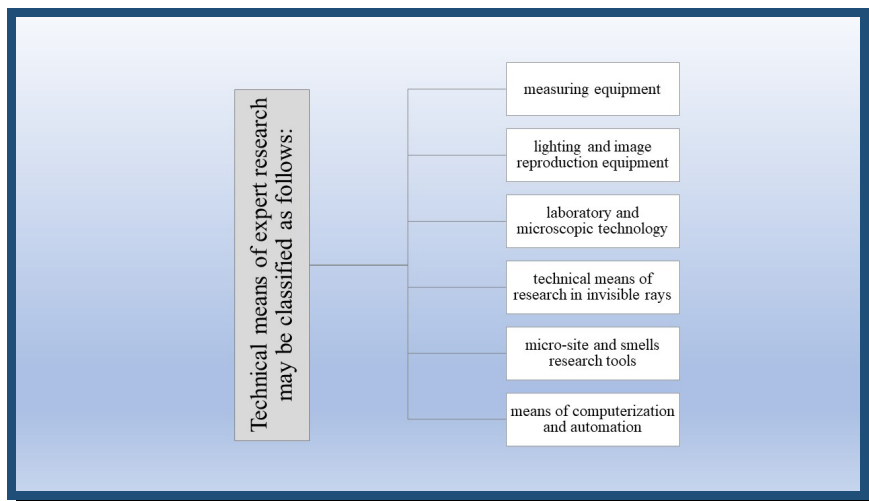 Technical means of expert research
may be classified as follows:
measuring equipment
lighting and image
reproduction equipment
laboratory and
microscopic technology
technical means of
research in invisible rays
micro-site and smells
research tools
means of computerization
and automation